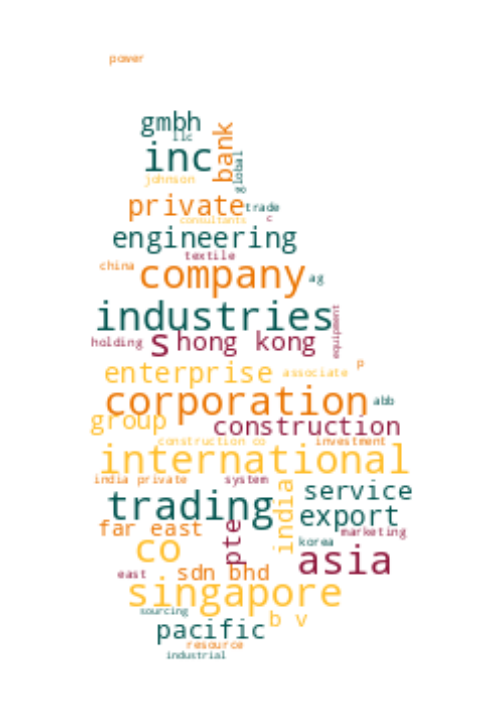 power
gmbh
llc
bank
inc
global
johnson
private
trade
consultants
c
engineering
textile
china
company
ag
industries
equipment
holding
s
hong kong
p
enterprise
associate
corporation
abb
group
construction
construction co
investment
international
india private
system
india
service
trading
export
far east
pte
marketing
co
korea
asia
east
sdn bhd
singapore
sourcing
b v
pacific
resource
industrial